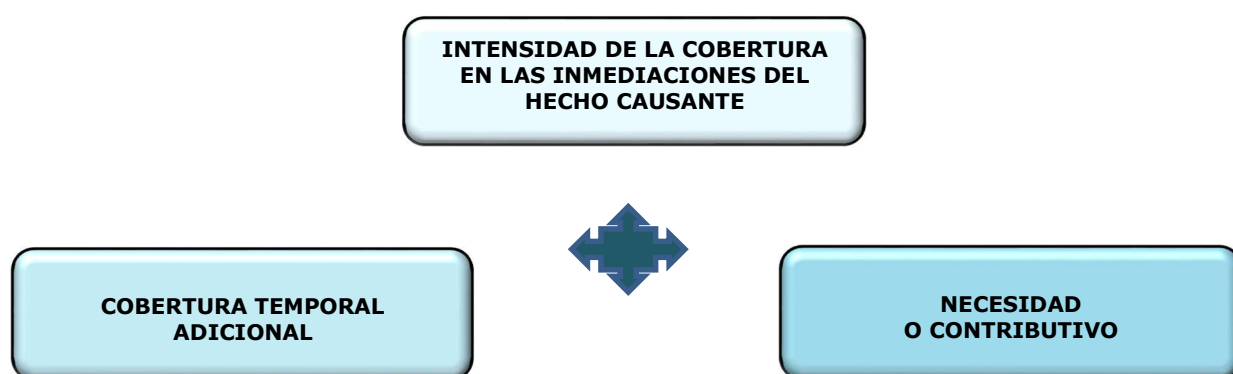 INTENSIDAD DE LA COBERTURA
EN LAS INMEDIACIONES DEL
HECHO CAUSANTE
COBERTURA TEMPORAL
ADICIONAL
NECESIDAD
O CONTRIBUTIVO